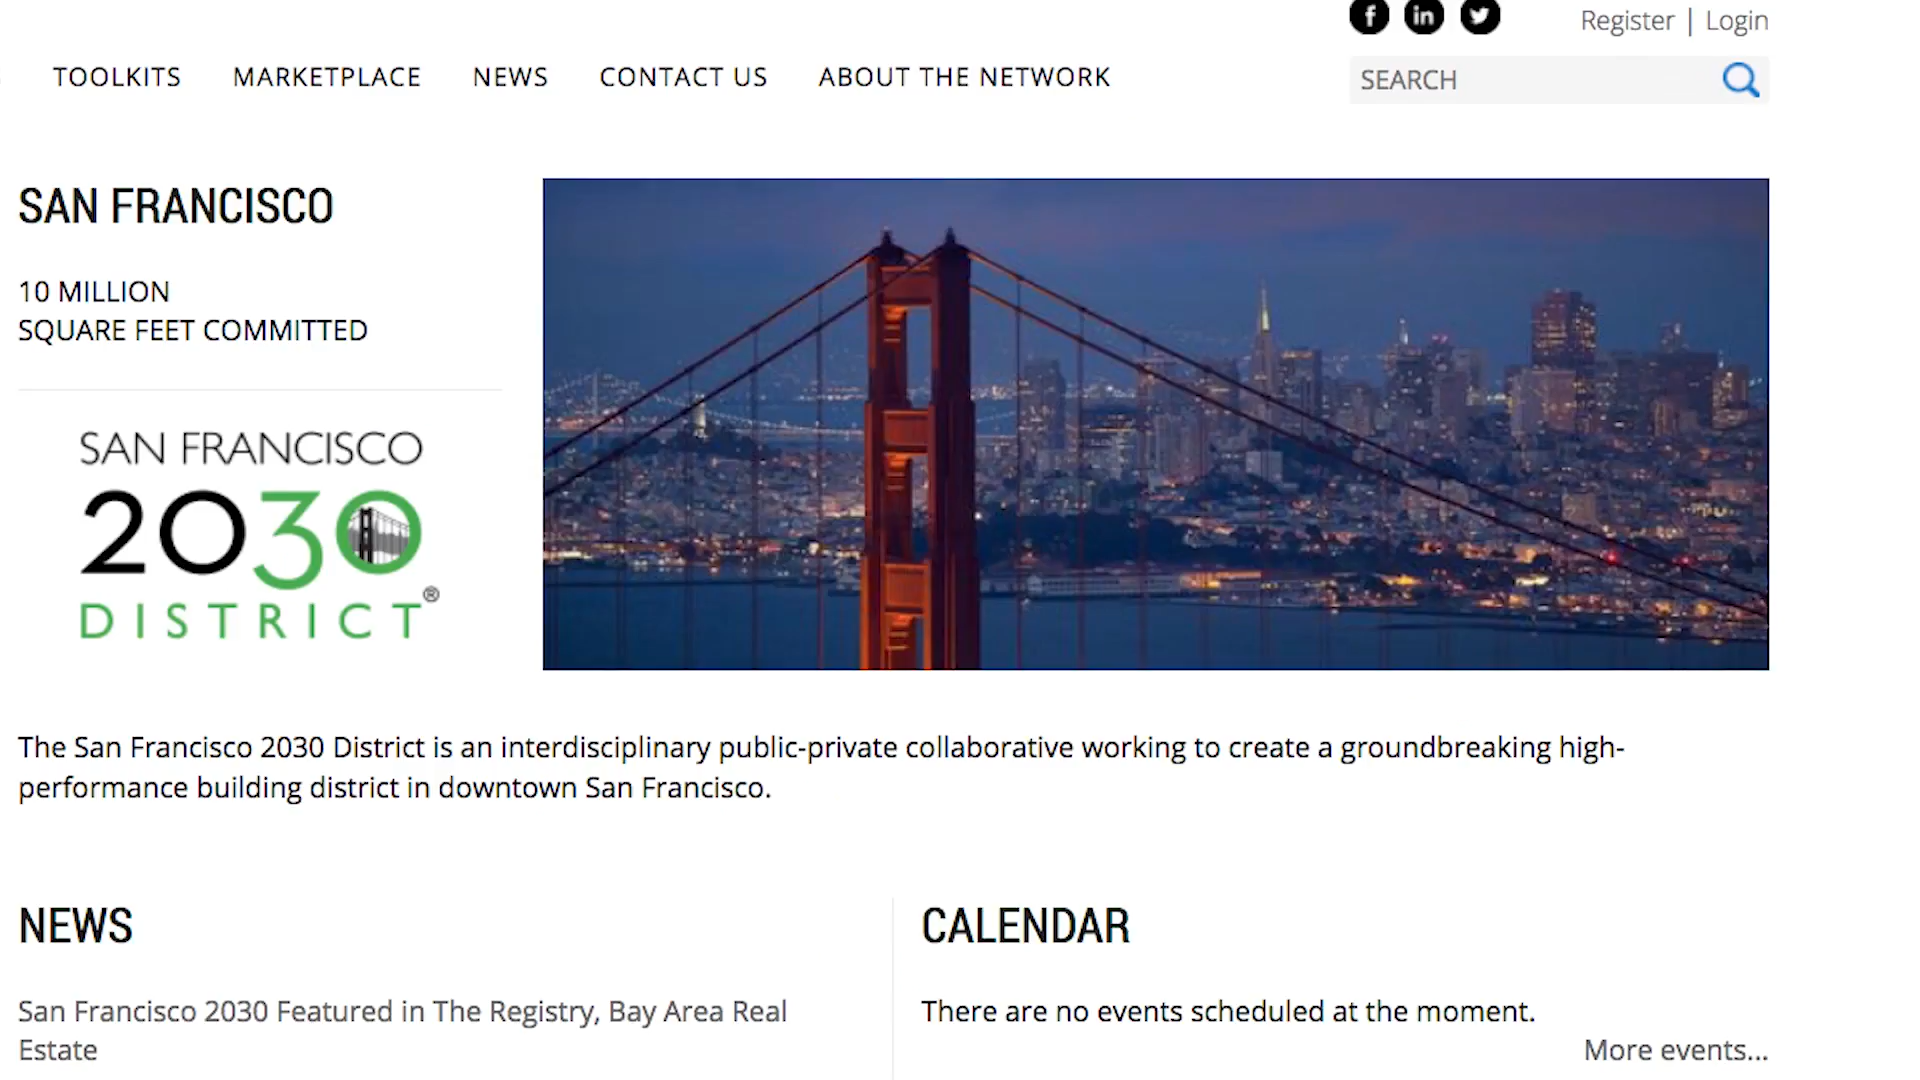 Register | Login
TOOLKITS MARKETPLACE NEWS CONTACT US ABOUT THE NETWORK
SEARCH
SAN FRANCISCO
10 MILLION
SQUARE FEET COMMITTED
SAN FRANCISCO
2030
DISTRICT®
The San Francisco 2030 District is an interdisciplinary public-private collaborative working to create a groundbreaking high-
performance building district in downtown San Francisco.
NEWS
San Francisco 2030 Featured in The Registry, Bay Area Real
Estate
CALENDAR
There are no events scheduled at the moment.
More events...